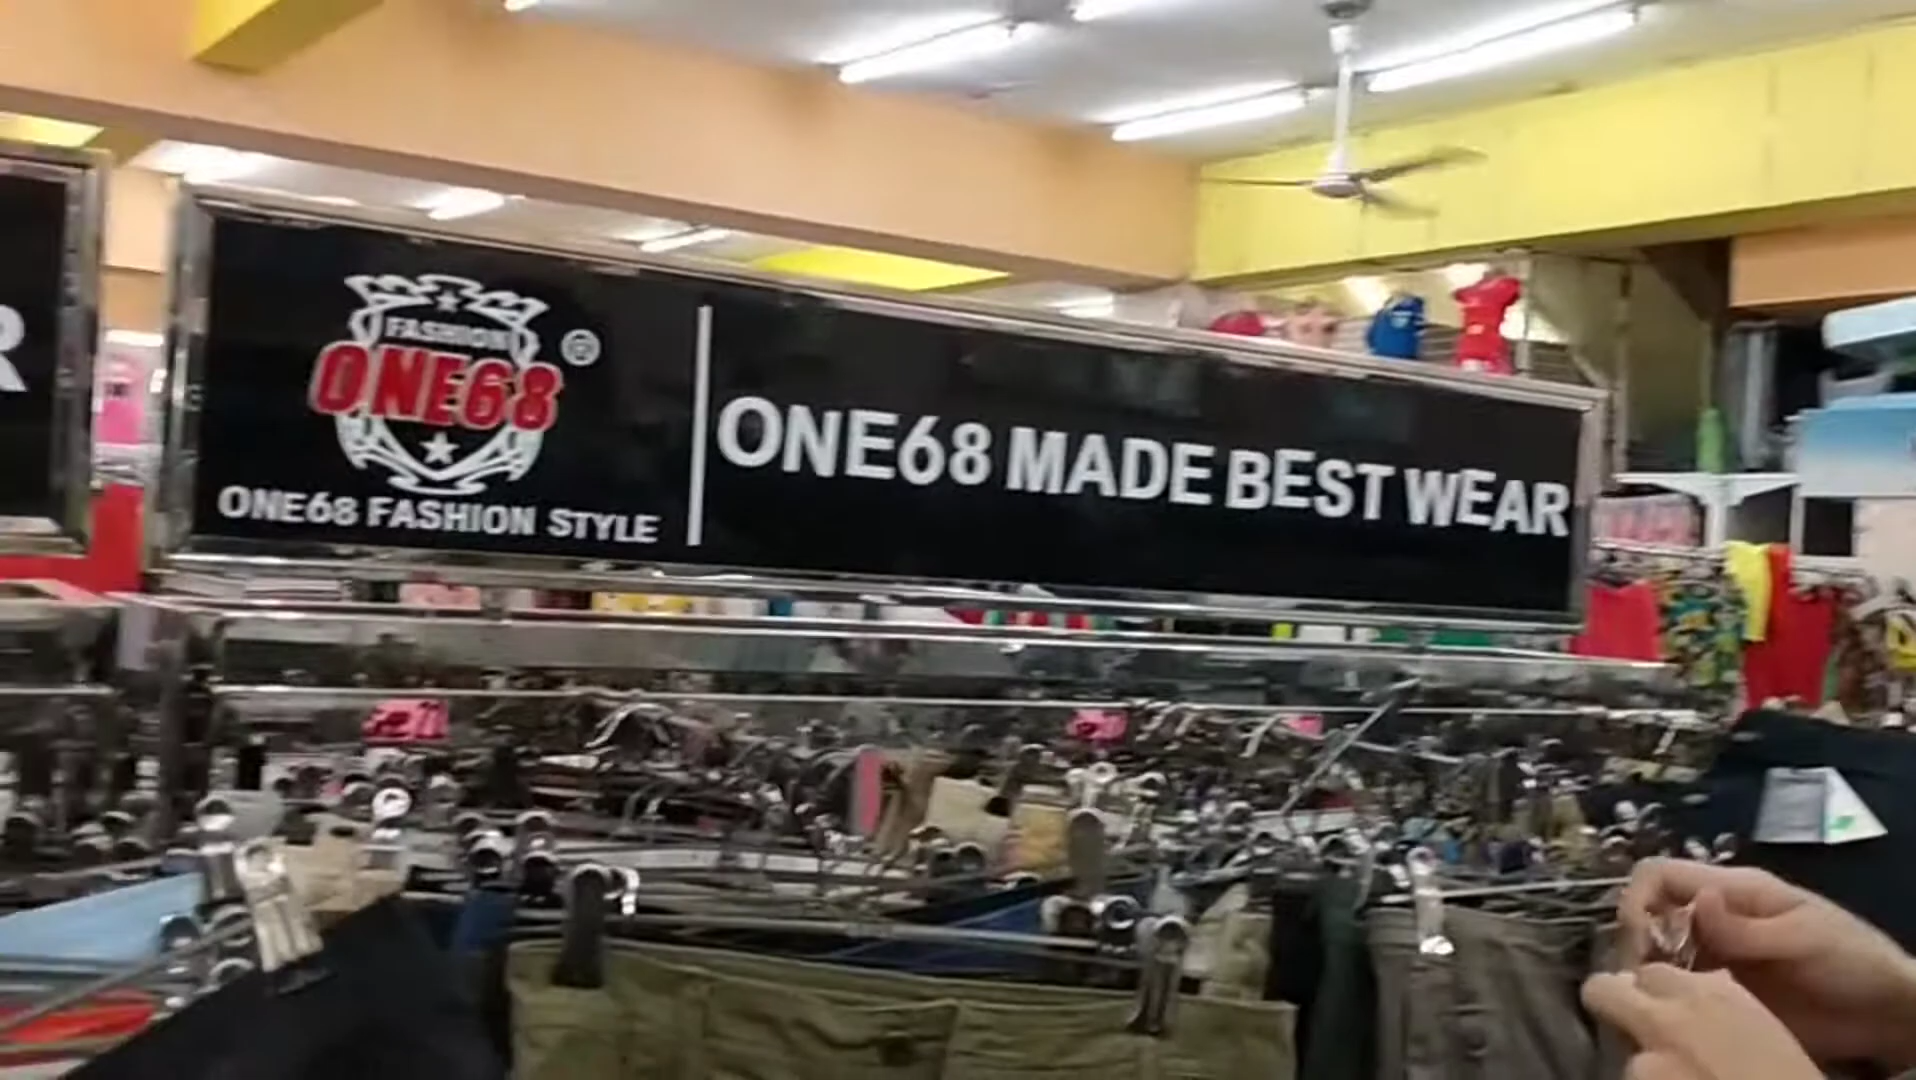 R
FASHION
ONE68
®
ONE68 FASHION STYLE
ONE68 MADE BEST WEAR